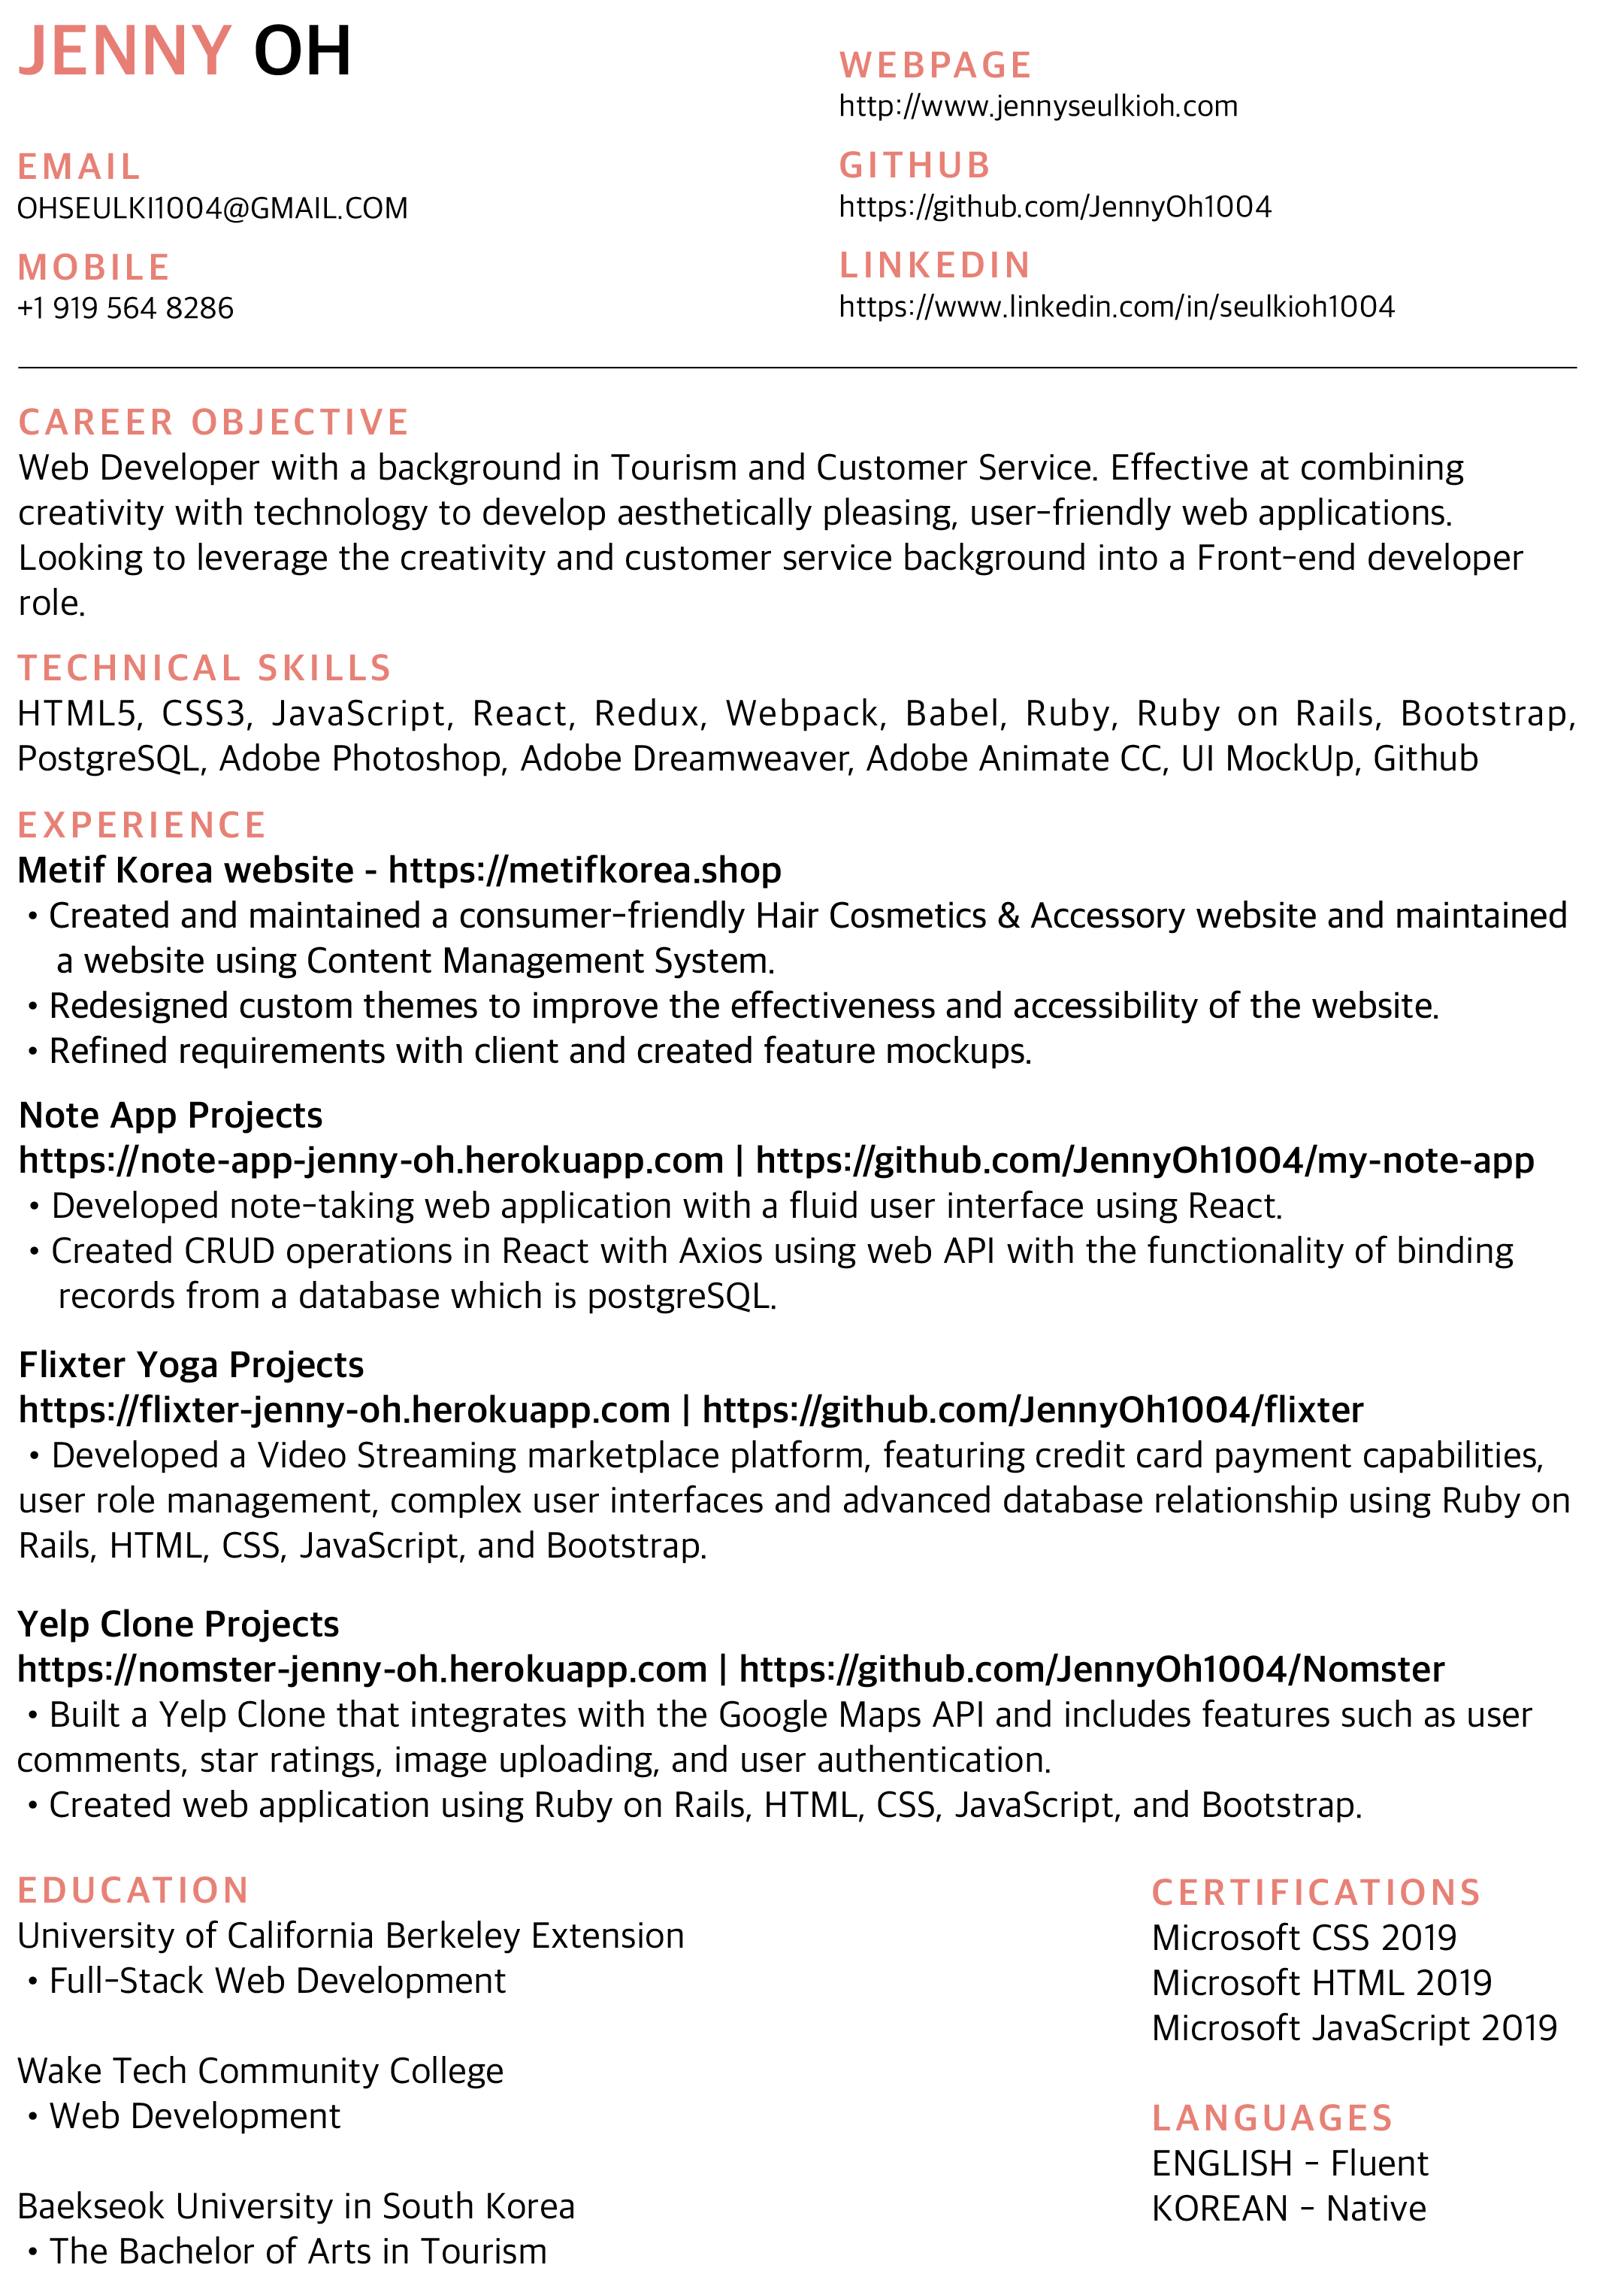 JENNY OH
EMAIL
OHSEULKI1004@GMAIL.COM
MOBILE
+1 919 564 8286
WEBPAGE
http://www.jennyseulkioh.com
GITHUB
https://github.com/JennyOh1004
LINKEDIN
https://www.linkedin.com/in/seulkioh1004
CAREER OBJECTIVE
Web Developer with a background in Tourism and Customer Service. Effective at combining
creativity with technology to develop aesthetically pleasing, user-friendly web applications.
Looking to leverage the creativity and customer service background into a Front-end developer
role.
TECHNICAL SKILLS
HTML5, CSS3, JavaScript, React, Redux, Webpack, Babel, Ruby, Ruby on Rails, Bootstrap,
PostgreSQL, Adobe Photoshop, Adobe Dreamweaver, Adobe Animate CC, UI MockUp, Github
EXPERIENCE
Metif Korea website - https://metifkorea.shop
• Created and maintained a consumer-friendly Hair Cosmetics & Accessory website and maintained
a website using Content Management System.
• Redesigned custom themes to improve the effectiveness and accessibility of the website.
• Refined requirements with client and created feature mockups.
Note App Projects
https://note-app-jenny-oh.herokuapp.com | https://github.com/JennyOh1004/my-note-app
• Developed note-taking web application with a fluid user interface using React.
• Created CRUD operations in React with Axios using web API with the functionality of binding
records from a database which is postgreSQL.
Flixter Yoga Projects
https://flixter-jenny-oh.herokuapp.com | https://github.com/JennyOh1004/flixter
• Developed a Video Streaming marketplace platform, featuring credit card payment capabilities,
user role management, complex user interfaces and advanced database relationship using Ruby on
Rails, HTML, CSS, JavaScript, and Bootstrap.
Yelp Clone Projects
https://nomster-jenny-oh.herokuapp.com | https://github.com/JennyOh1004/Nomster
• Built a Yelp Clone that integrates with the Google Maps API and includes features such as user
comments, star ratings, image uploading, and user authentication.
• Created web application using Ruby on Rails, HTML, CSS, JavaScript, and Bootstrap.
EDUCATION
University of California Berkeley Extension
• Full-Stack Web Development
Wake Tech Community College
• Web Development
Baekseok University in South Korea
• The Bachelor of Arts in Tourism
CERTIFICATIONS
Microsoft CSS 2019
Microsoft HTML 2019
Microsoft JavaScript 2019
LANGUAGES
ENGLISH - Fluent
KOREAN - Native